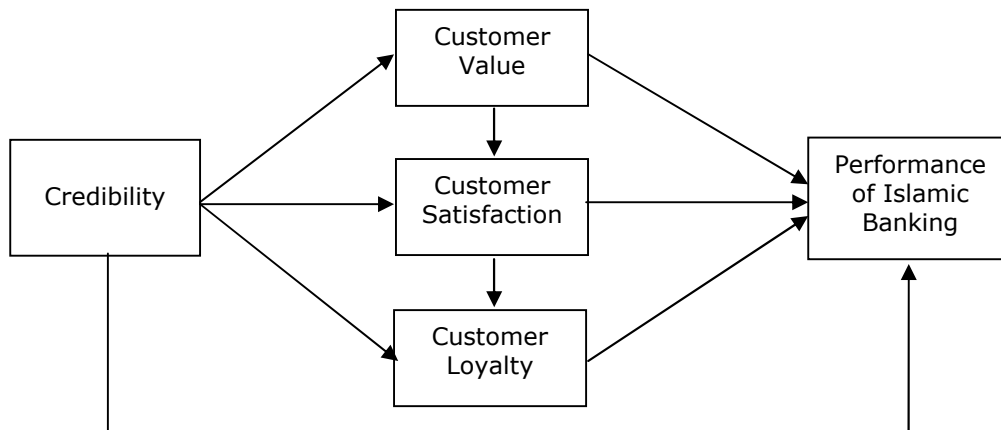 Customer
Value
Credibility
Customer
Satisfaction
Performance
of Islamic
Banking
Customer
Loyalty